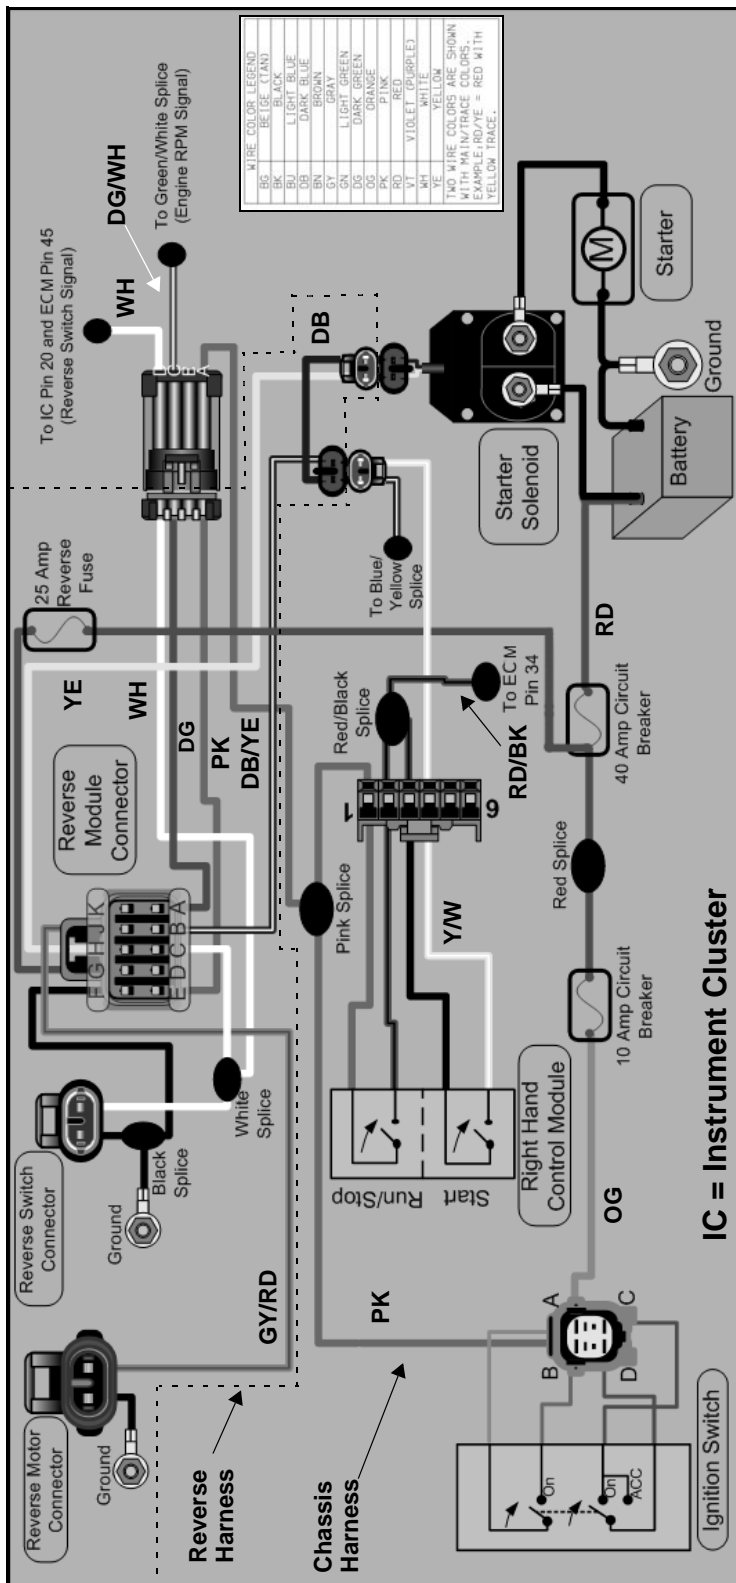 WIRE COLOR LEGEND
BG BEIGE (TAN)
BK BLACK
BU LIGHT BLUE
DB DARK BLUE
BN BROWN
GY GRAY
GN LIGHT GREEN
DG DARK GREEN
OG ORANGE
PK PINK
RD RED
VT VIOLET (PURPLE)
WH WHITE
YE YELLOW
TWO WIRE COLORS ARE SHOWN
WITH MAIN/TRACE COLORS.
EXAMPLE: RD/YE = RED WITH
YELLOW TRACE.
To IC Pin 20 and ECM Pin 45
(Reverse Switch Signal)
WH
DG/WH
To Green/White Splice
(Engine RPM Signal)
D
C
B
A
25 Amp
Reverse
Fuse
YE
WH
DG
PK
DB/YE
DB
Reverse
Module
Connector
K
J
H
G
F
A
B
C
D
E
Reverse Switch
Connector
Ground
Black
Splice
White
Splice
Reverse Motor
Connector
Ground
GY/RD
Reverse
Harness
Chassis
Harness
PK
Pink Splice
Red/Black
Splice
RD/BK
To ECM
Pin 34
To Blue/
Yellow
Splice
1
6
Y/W
Run/Stop
Start
Right Hand
Control Module
Starter
Solenoid
M
Starter
Ground
Battery
RD
40 Amp Circuit
Breaker
Red Splice
10 Amp Circuit
Breaker
OG
A
B
C
D
On
On
ACC
Ignition Switch
IC = Instrument Cluster